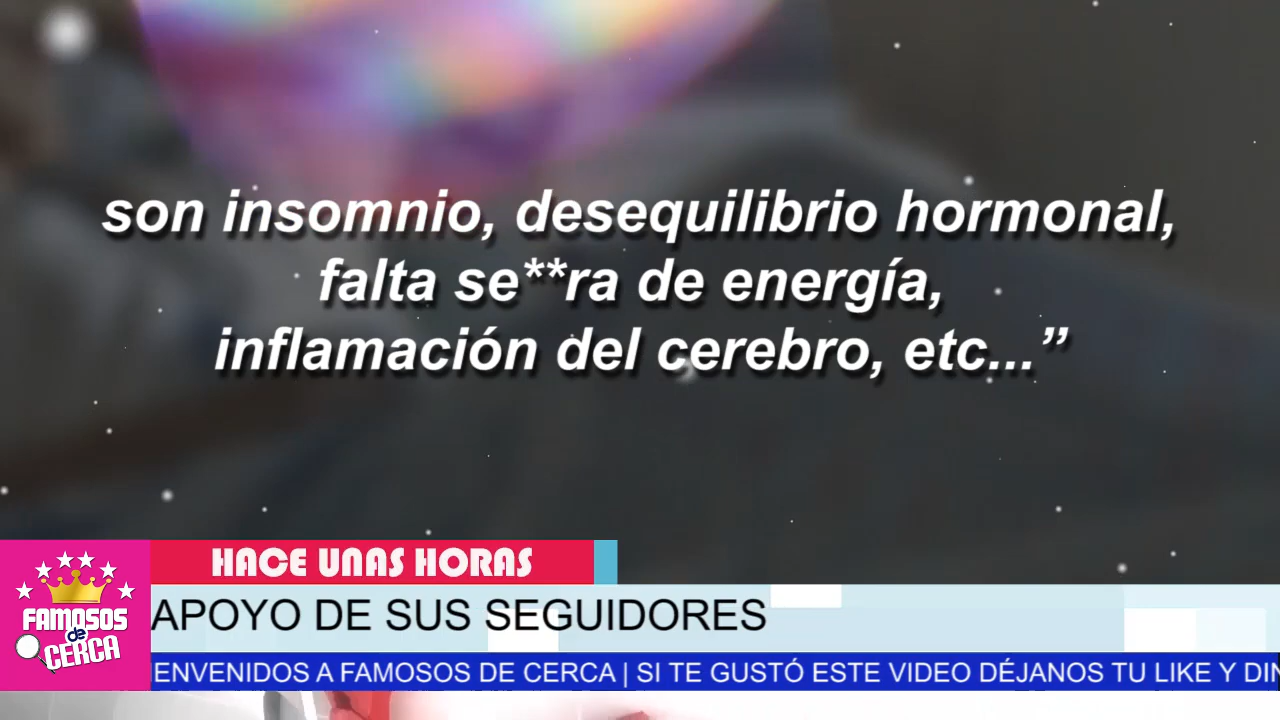 son insomnio, desequilibrio hormonal,
falta se**ra de energía,
inflamación del cerebro, etc...”
HACE UNAS HORAS
FAMOSOS
de
CERCA
APOYO DE SUS SEGUIDORES
IENVENIDOS A FAMOSOS DE CERCA | SI TE GUSTÓ ESTE VIDEO DÉJANOS TU LIKE Y DIN